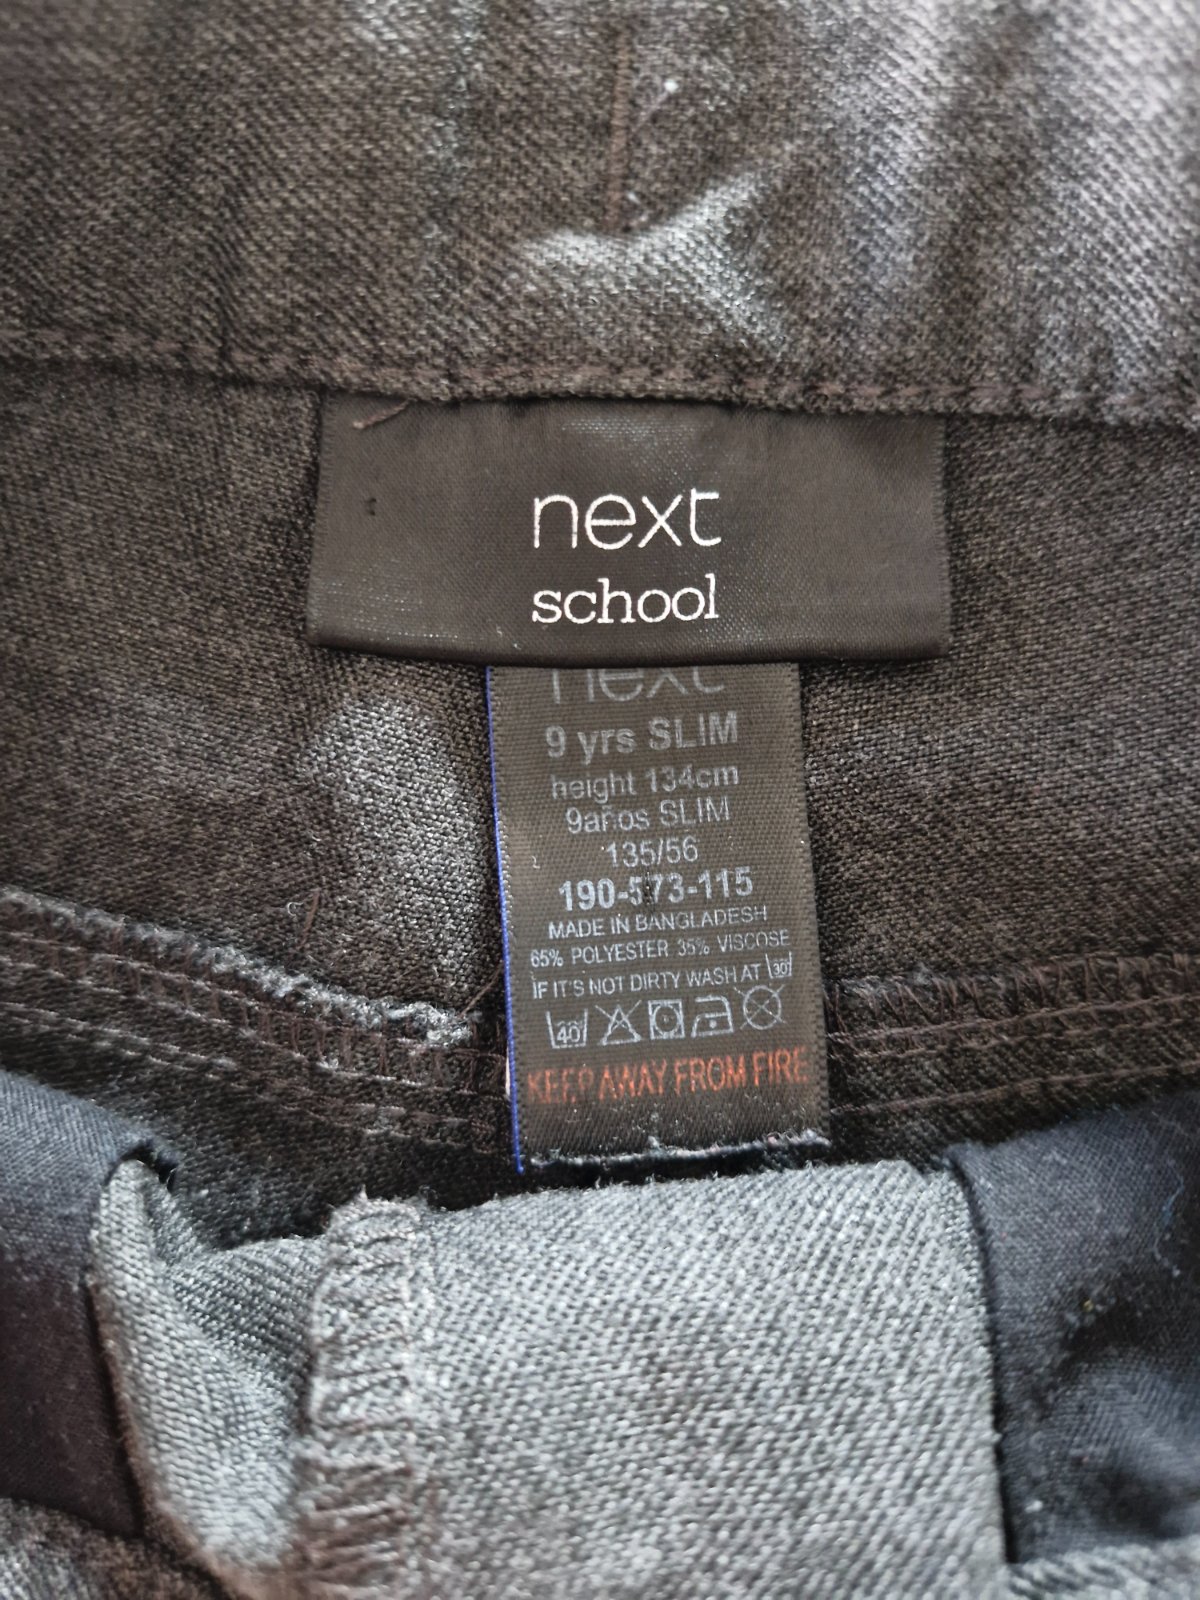 next
school
next
9 yrs SLIM
height 134cm
9años SLIM
135/56
190-573-115
MADE IN BANGLADESH
65% POLYESTER 35% VISCOSE
IF IT'S NOT DIRTY WASH AT 30
40
KEEP AWAY FROM FIRE